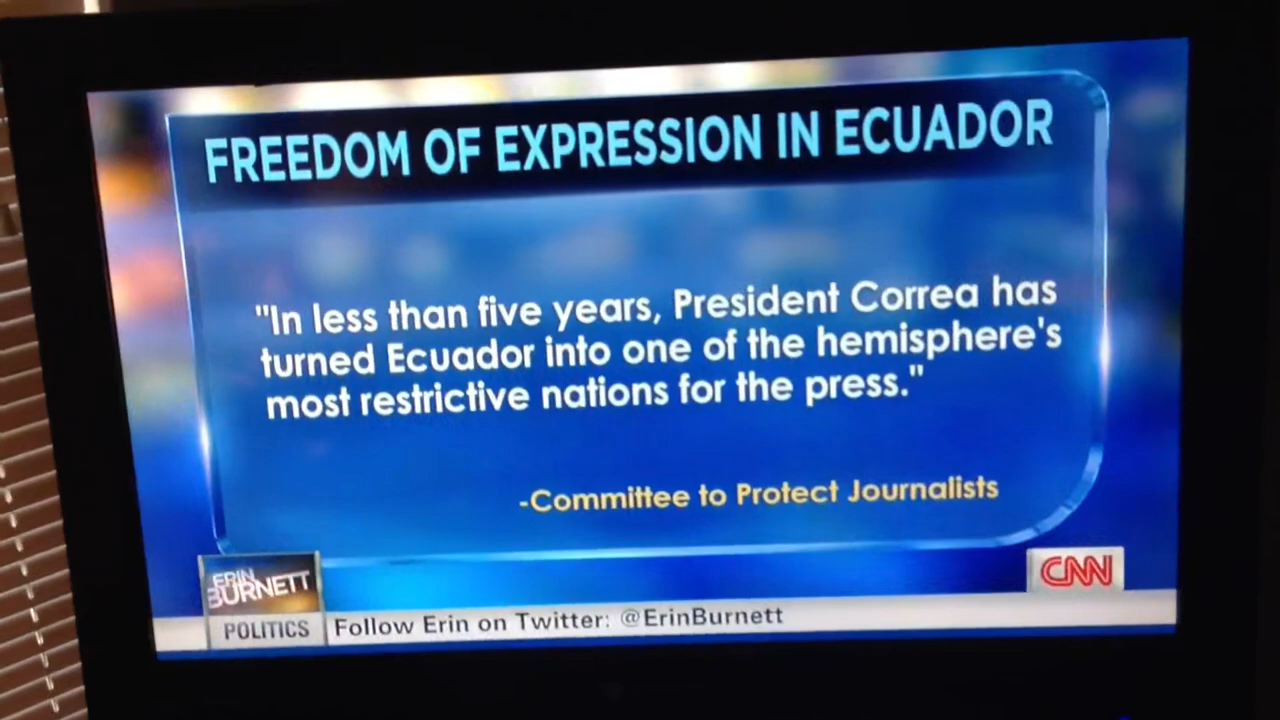 FREEDOM OF EXPRESSION IN ECUADOR
"In less than five years, President Correa has
turned Ecuador into one of the hemisphere's
most restrictive nations for the press."
-Committee to Protect Journalists
ERIN
BURNETT
CNN
POLITICS
Follow Erin on Twitter: @ErinBurnett